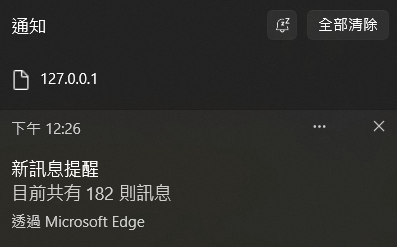 通知
全部清除
127.0.0.1
下午 12:26
新訊息提醒
目前共有 182 則訊息
透過 Microsoft Edge